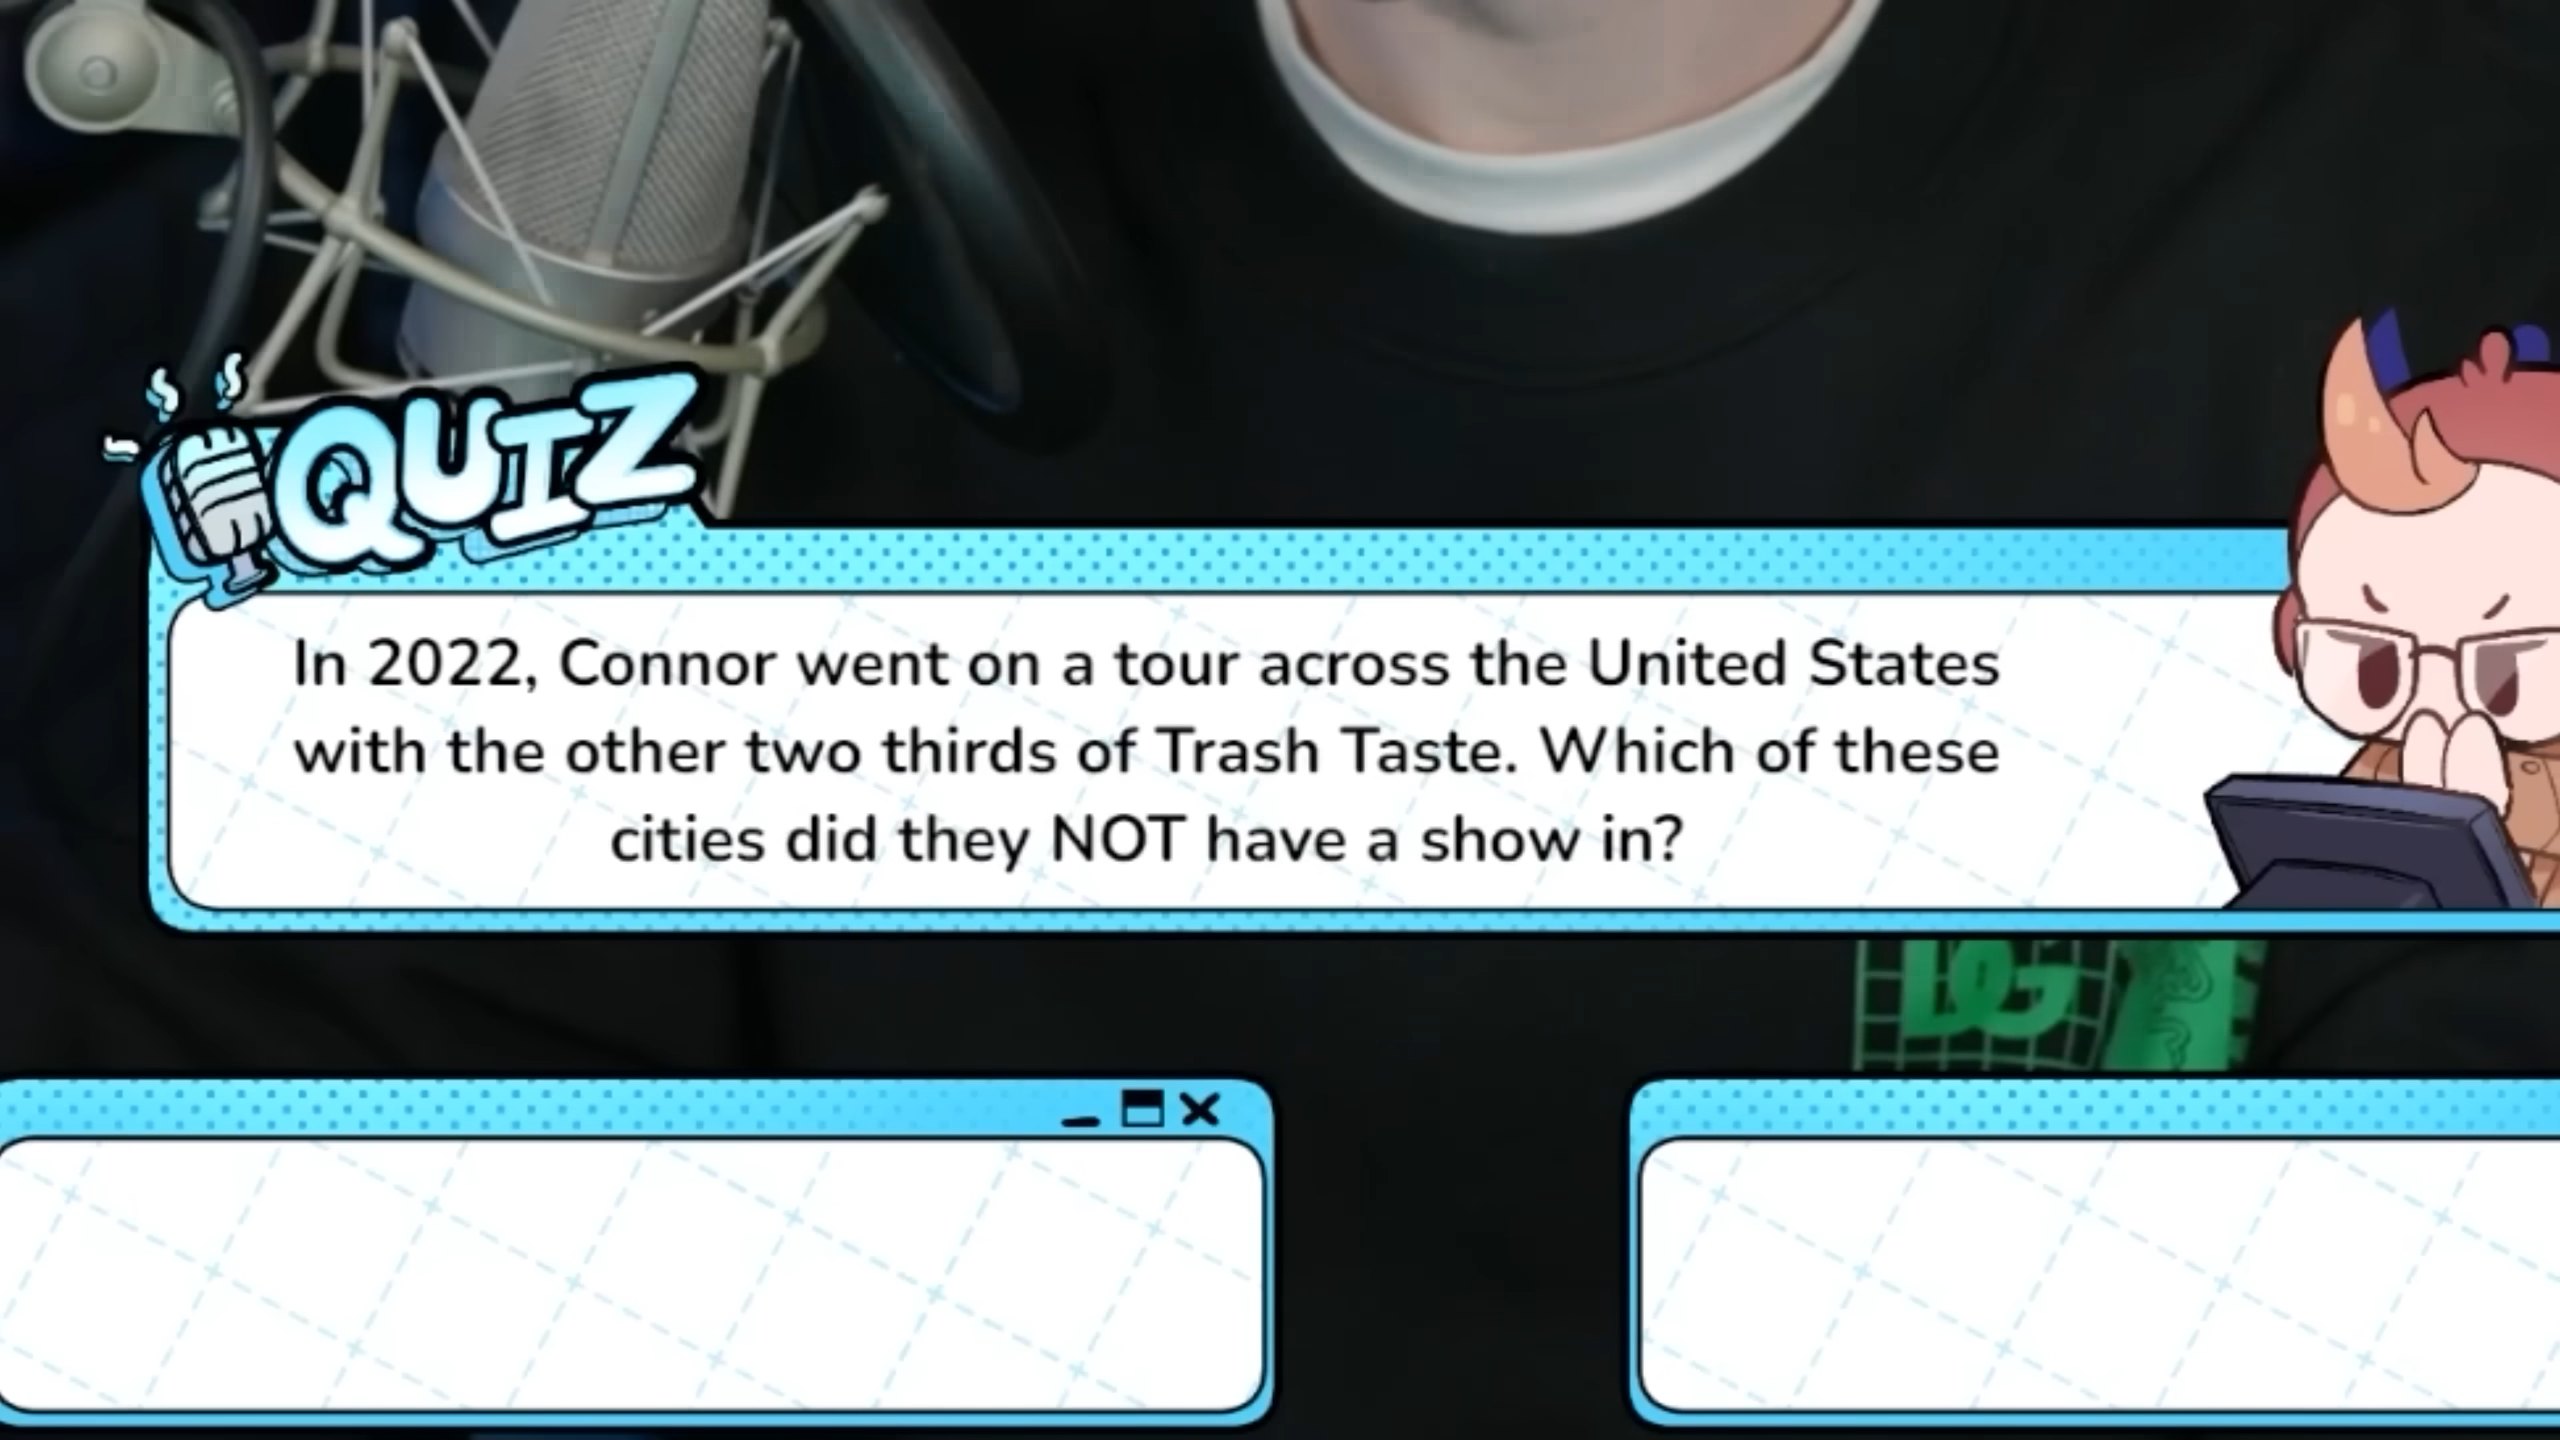 QUIZ
In 2022, Connor went on a tour across the United States
with the other two thirds of Trash Taste. Which of these
cities did they NOT have a show in?
DG